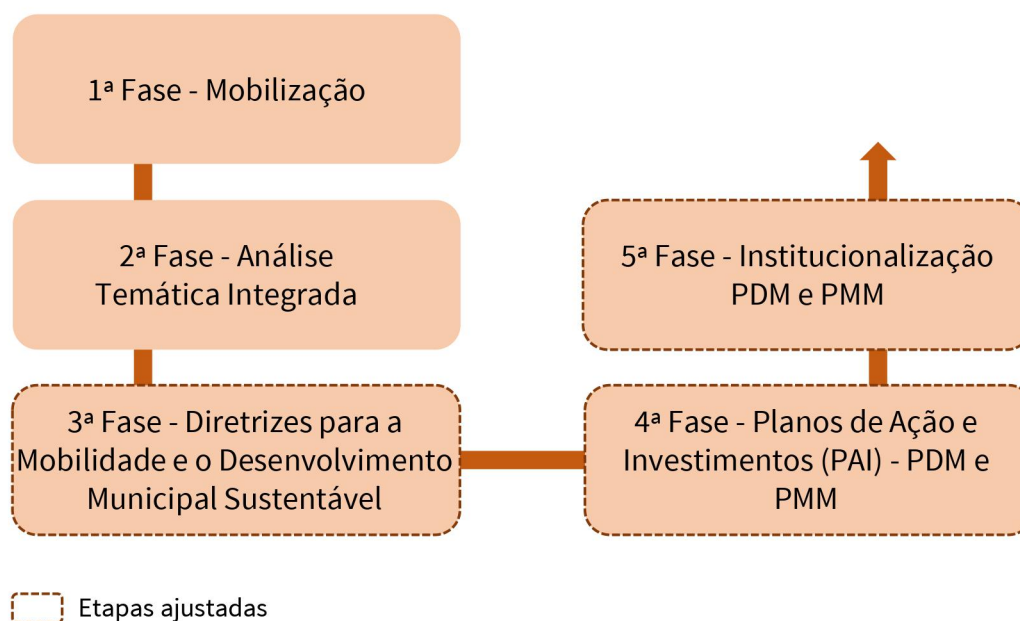 1ª Fase - Mobilização
2ª Fase - Análise
Temática Integrada
3ª Fase - Diretrizes para a
Mobilidade e o Desenvolvimento
Municipal Sustentável
4ª Fase - Planos de Ação e
Investimentos (PAI) - PDM e
PMM
5ª Fase - Institucionalização
PDM e PMM
Etapas ajustadas